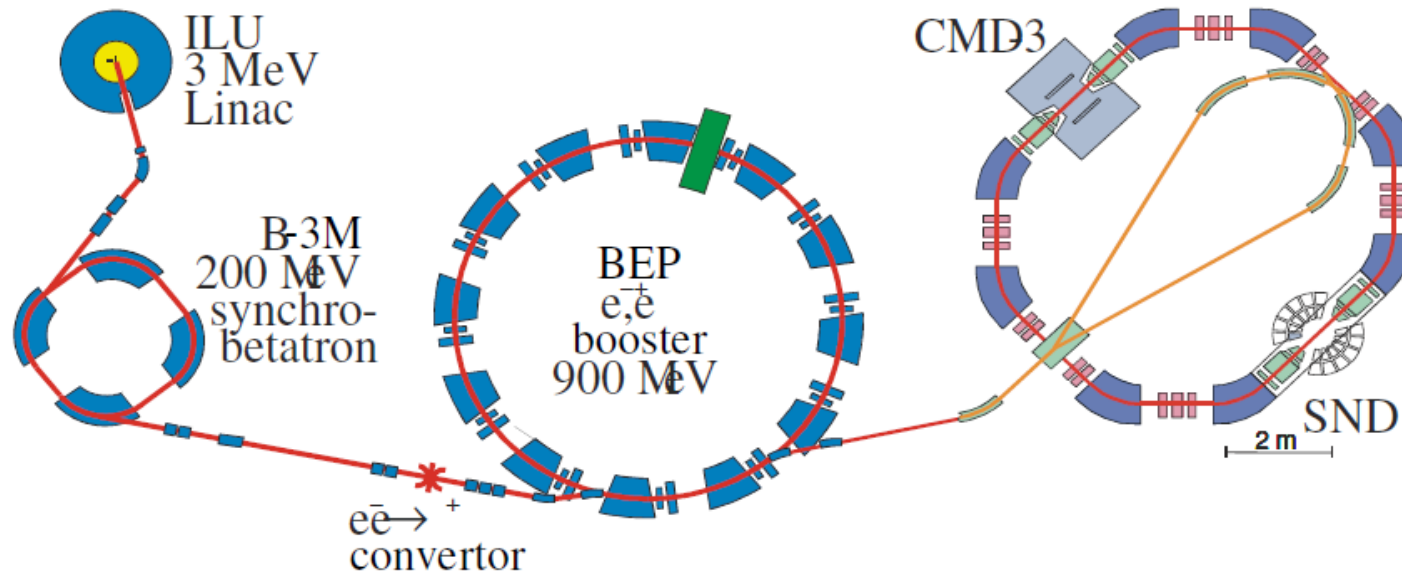 ILU
3 MeV
Linac
B-3M
200 MeV
synchro-
betatron
e⁻e⁻→ ⁺
convertor
BEP
e,e⁻⁺
booster
900 MeV
CMD-3
SND
2 m